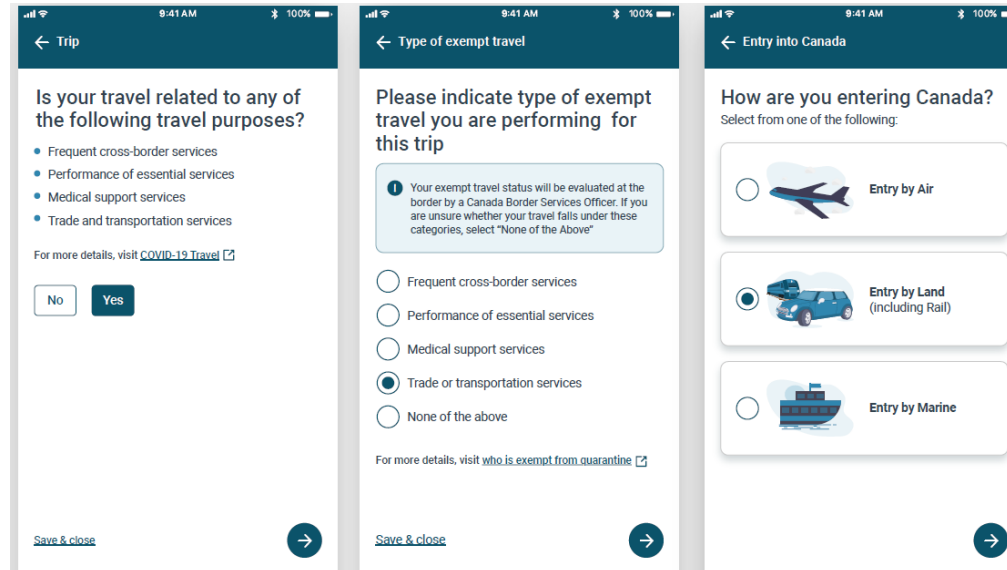 9:41 AM
100%
Trip
Is your travel related to any of
the following travel purposes?
Frequent cross-border services
Performance of essential services
Medical support services
Trade and transportation services
For more details, visit COVID-19 Travel
No
Yes
Save & close
9:41 AM
100%
Type of exempt travel
Please indicate type of exempt
travel you are performing for
this trip
Your exempt travel status will be evaluated at the
border by a Canada Border Services Officer. If you
are unsure whether your travel falls under these
categories, select "None of the Above"
Frequent cross-border services
Performance of essential services
Medical support services
Trade or transportation services
None of the above
For more details, visit who is exempt from quarantine
Save & close
9:41 AM
100%
Entry into Canada
How are you entering Canada?
Select from one of the following:
Entry by Air
Entry by Land
(including Rail)
Entry by Marine